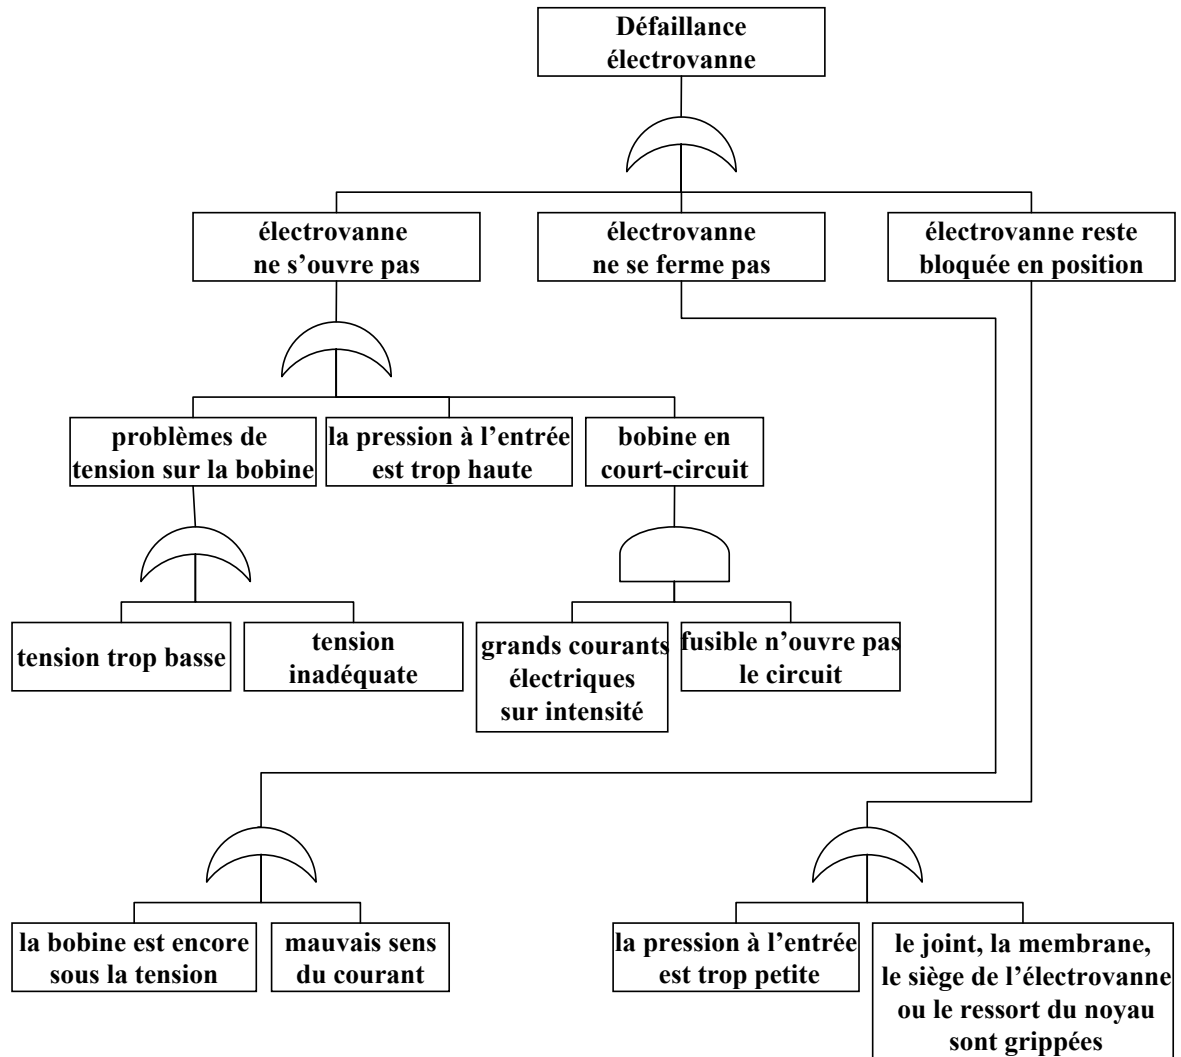 Défaillance
électrovanne
électrovanne
ne s’ouvre pas
électrovanne
ne se ferme pas
électrovanne reste
bloquée en position
problèmes de
tension sur la bobine
la pression à l’entrée
est trop haute
bobine en
court-circuit
tension trop basse
tension
inadéquate
grands courants
électriques
sur intensité
fusible n’ouvre pas
le circuit
la bobine est encore
sous la tension
mauvais sens
du courant
la pression à l’entrée
est trop petite
le joint, la membrane,
le siège de l’électrovanne
ou le ressort du noyau
sont grippées